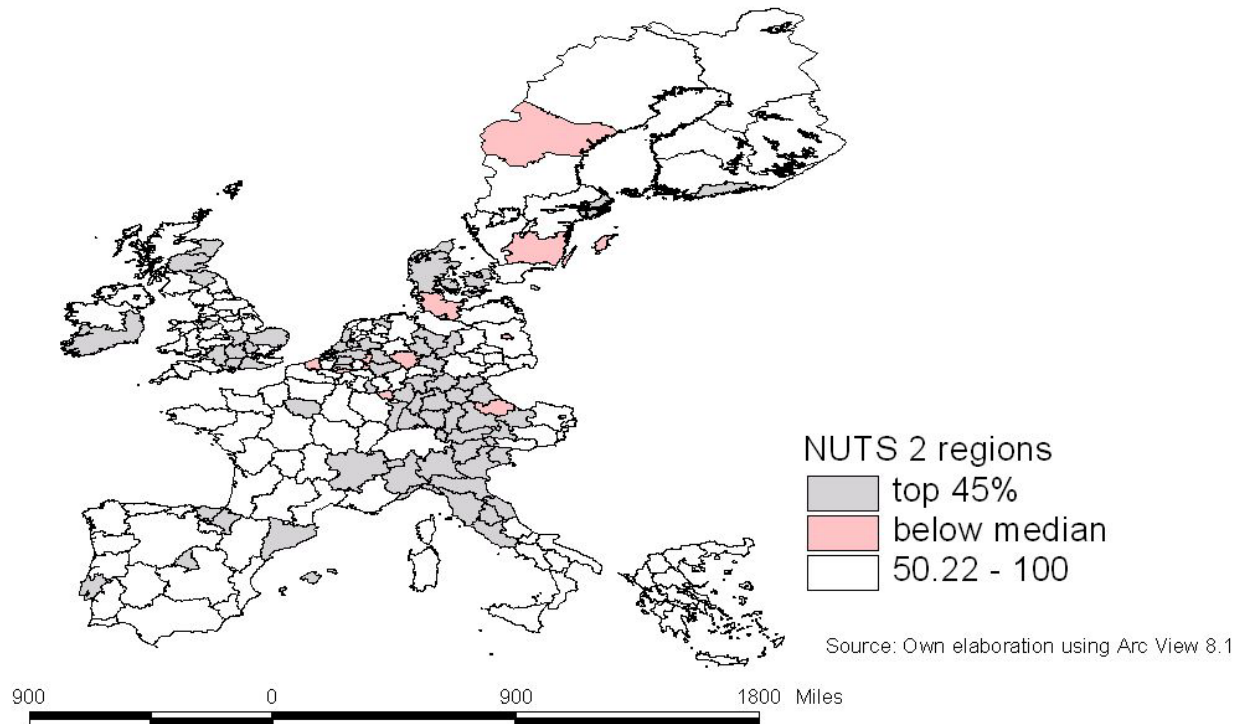 NUTS 2 regions
top 45%
below median
50.22 - 100
Source: Own elaboration using Arc View 8.1
900 0 900 1800 Miles